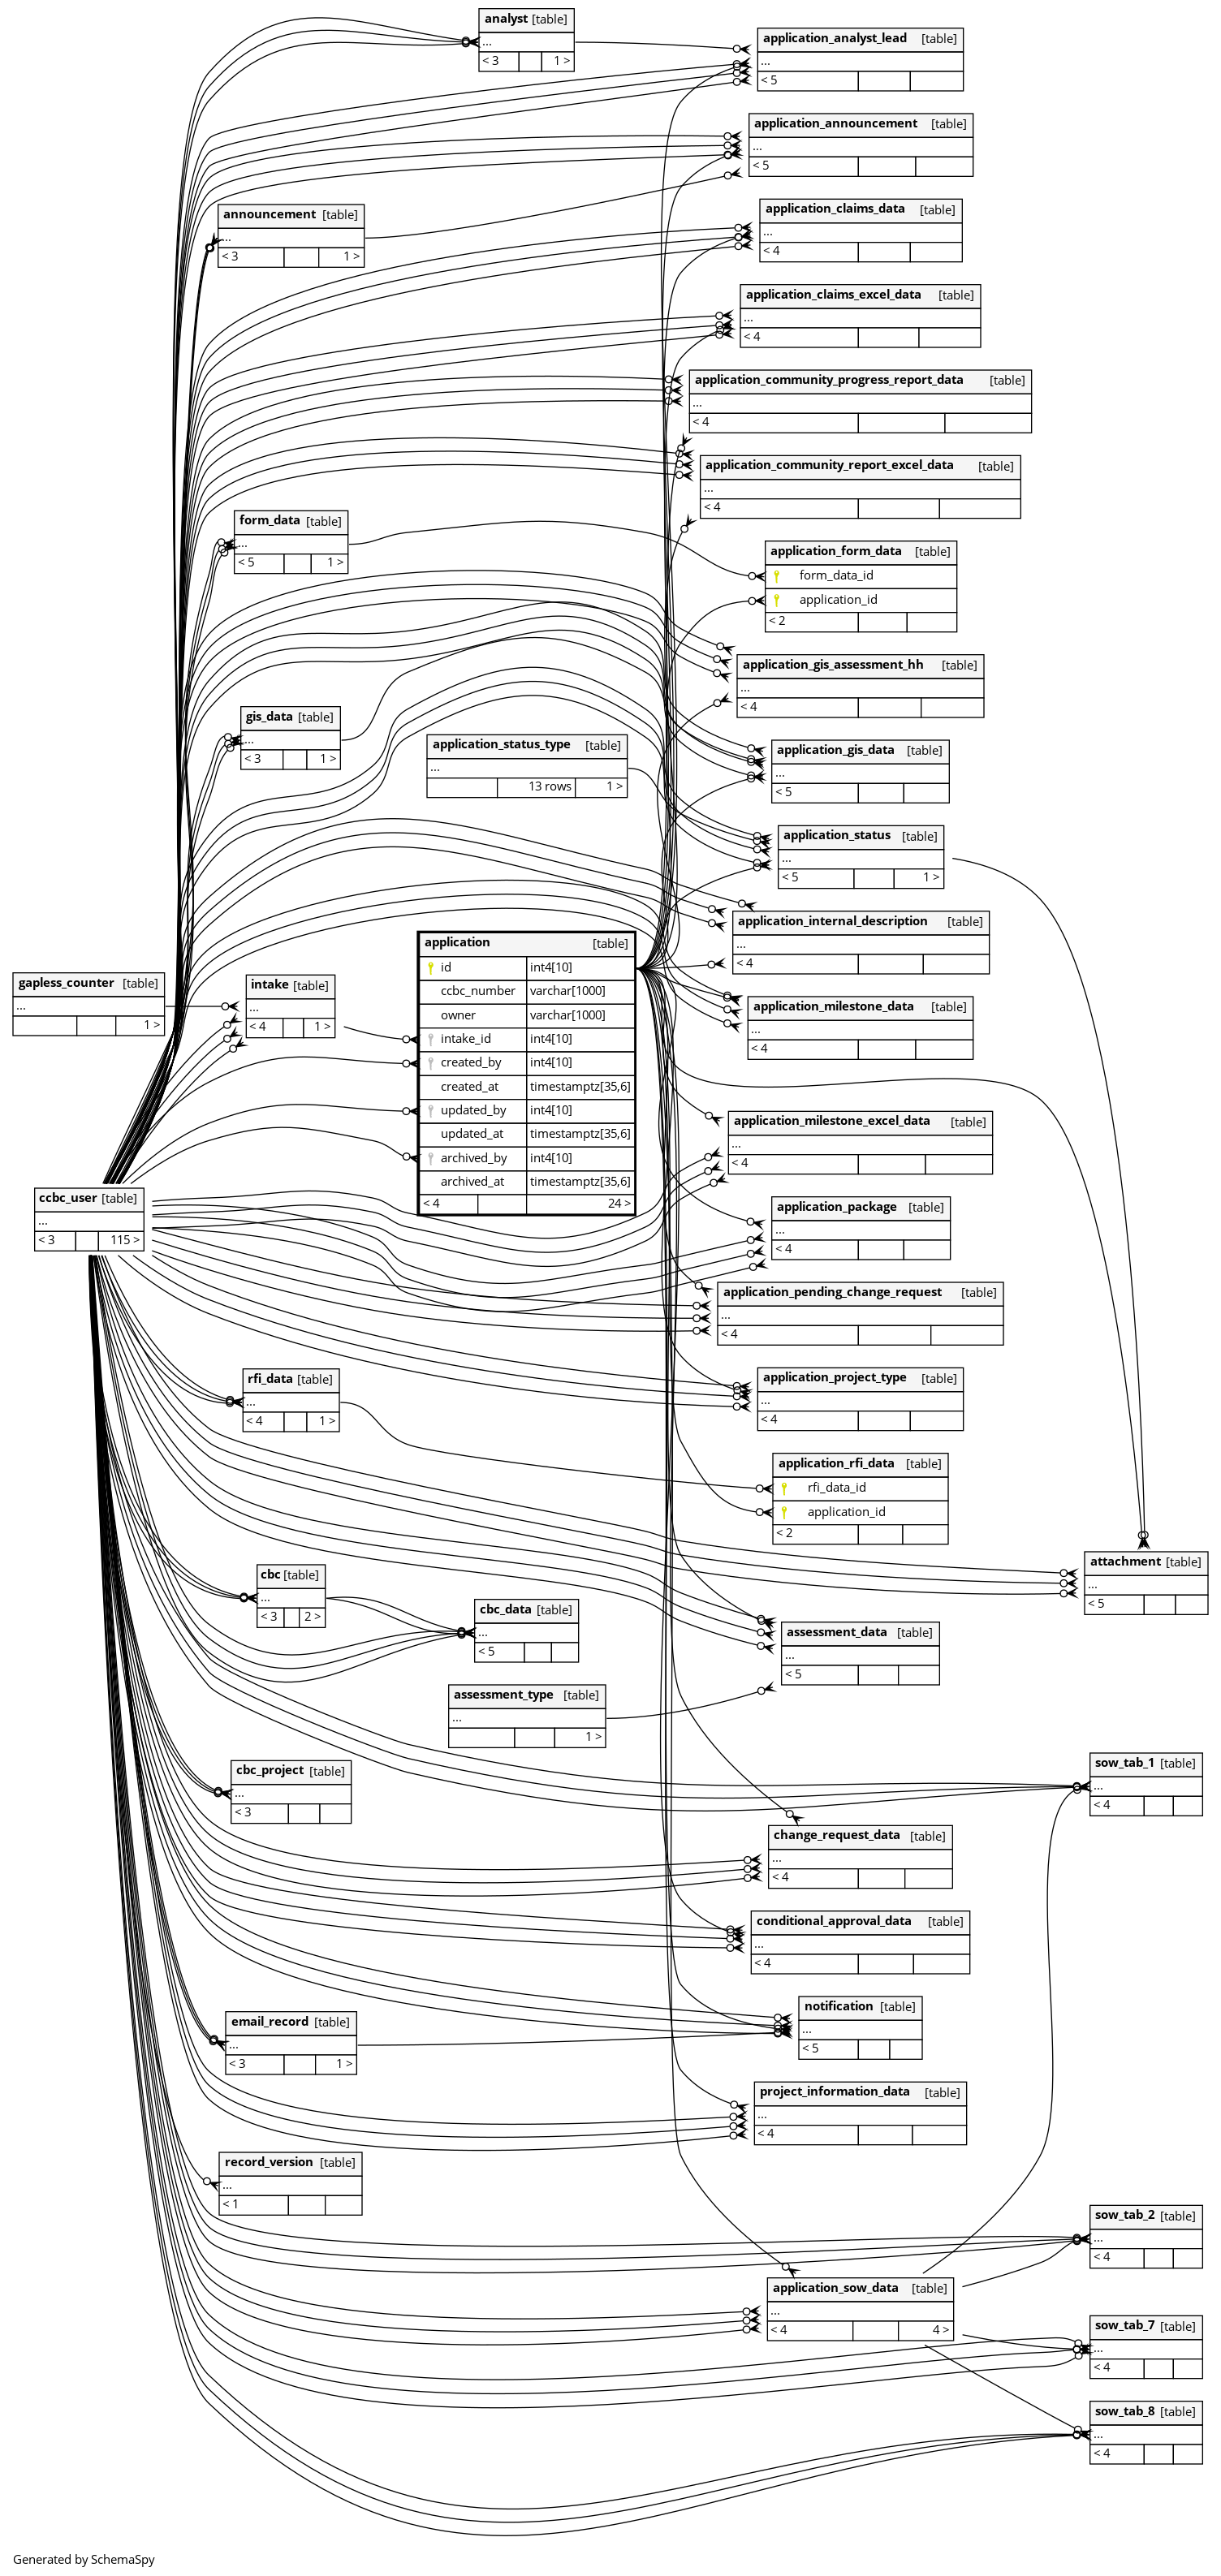 analyst [table]
...
< 3 1 >
application_analyst_lead [table]
...
< 5
application_announcement [table]
...
< 5
application_claims_data [table]
...
< 4
announcement [table]
...
< 3 1 >
application_claims_excel_data [table]
...
< 4
application_community_progress_report_data [table]
...
< 4
application_community_report_excel_data [table]
...
< 4
form_data [table]
...
< 5 1 >
application_form_data [table]
form_data_id
application_id
< 2
application_gis_assessment_hh [table]
...
< 4
gis_data [table]
...
< 3 1 >
application_status_type [table]
...
13 rows 1 >
application_gis_data [table]
...
< 5
application_status [table]
...
< 5 1 >
application_internal_description [table]
...
< 4
application [table]
id int4[10]
ccbc_number varchar[1000]
owner varchar[1000]
intake_id int4[10]
created_by int4[10]
created_at timestamptz[35,6]
updated_by int4[10]
updated_at timestamptz[35,6]
archived_by int4[10]
archived_at timestamptz[35,6]
< 4 24 >
gapless_counter [table]
...
1 >
intake [table]
...
< 4 1 >
application_milestone_data [table]
...
< 4
application_milestone_excel_data [table]
...
< 4
ccbc_user [table]
...
< 3 115 >
application_package [table]
...
< 4
application_pending_change_request [table]
...
< 4
rfi_data [table]
...
< 4 1 >
application_project_type [table]
...
< 4
application_rfi_data [table]
rfi_data_id
application_id
< 2
attachment [table]
...
< 5
cbc [table]
...
< 3 2 >
cbc_data [table]
...
< 5
assessment_data [table]
...
< 5
assessment_type [table]
...
1 >
cbc_project [table]
...
< 3
sow_tab_1 [table]
...
< 4
change_request_data [table]
...
< 4
conditional_approval_data [table]
...
< 4
notification [table]
...
< 5
email_record [table]
...
< 3 1 >
project_information_data [table]
...
< 4
record_version [table]
...
< 1
sow_tab_2 [table]
...
< 4
application_sow_data [table]
...
< 4 4 >
sow_tab_7 [table]
...
< 4
sow_tab_8 [table]
...
< 4
Generated by SchemaSpy